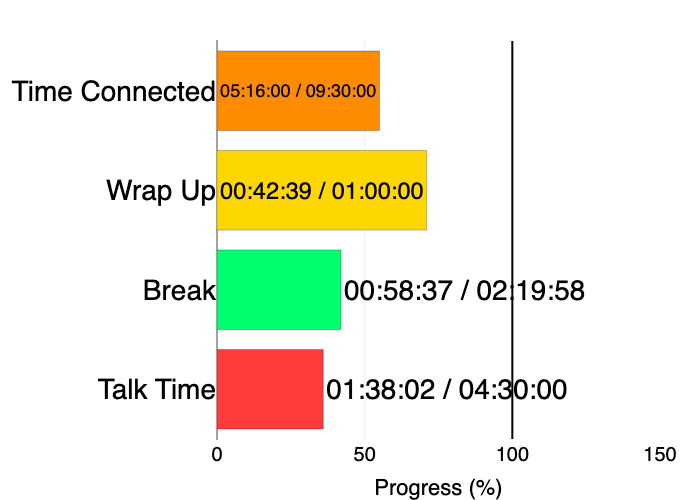 Time Connected 05:16:00 / 09:30:00
Wrap Up 00:42:39 / 01:00:00
Break 00:58:37 / 02:19:58
Talk Time 01:38:02 / 04:30:00
0 50 100 150
Progress (%)